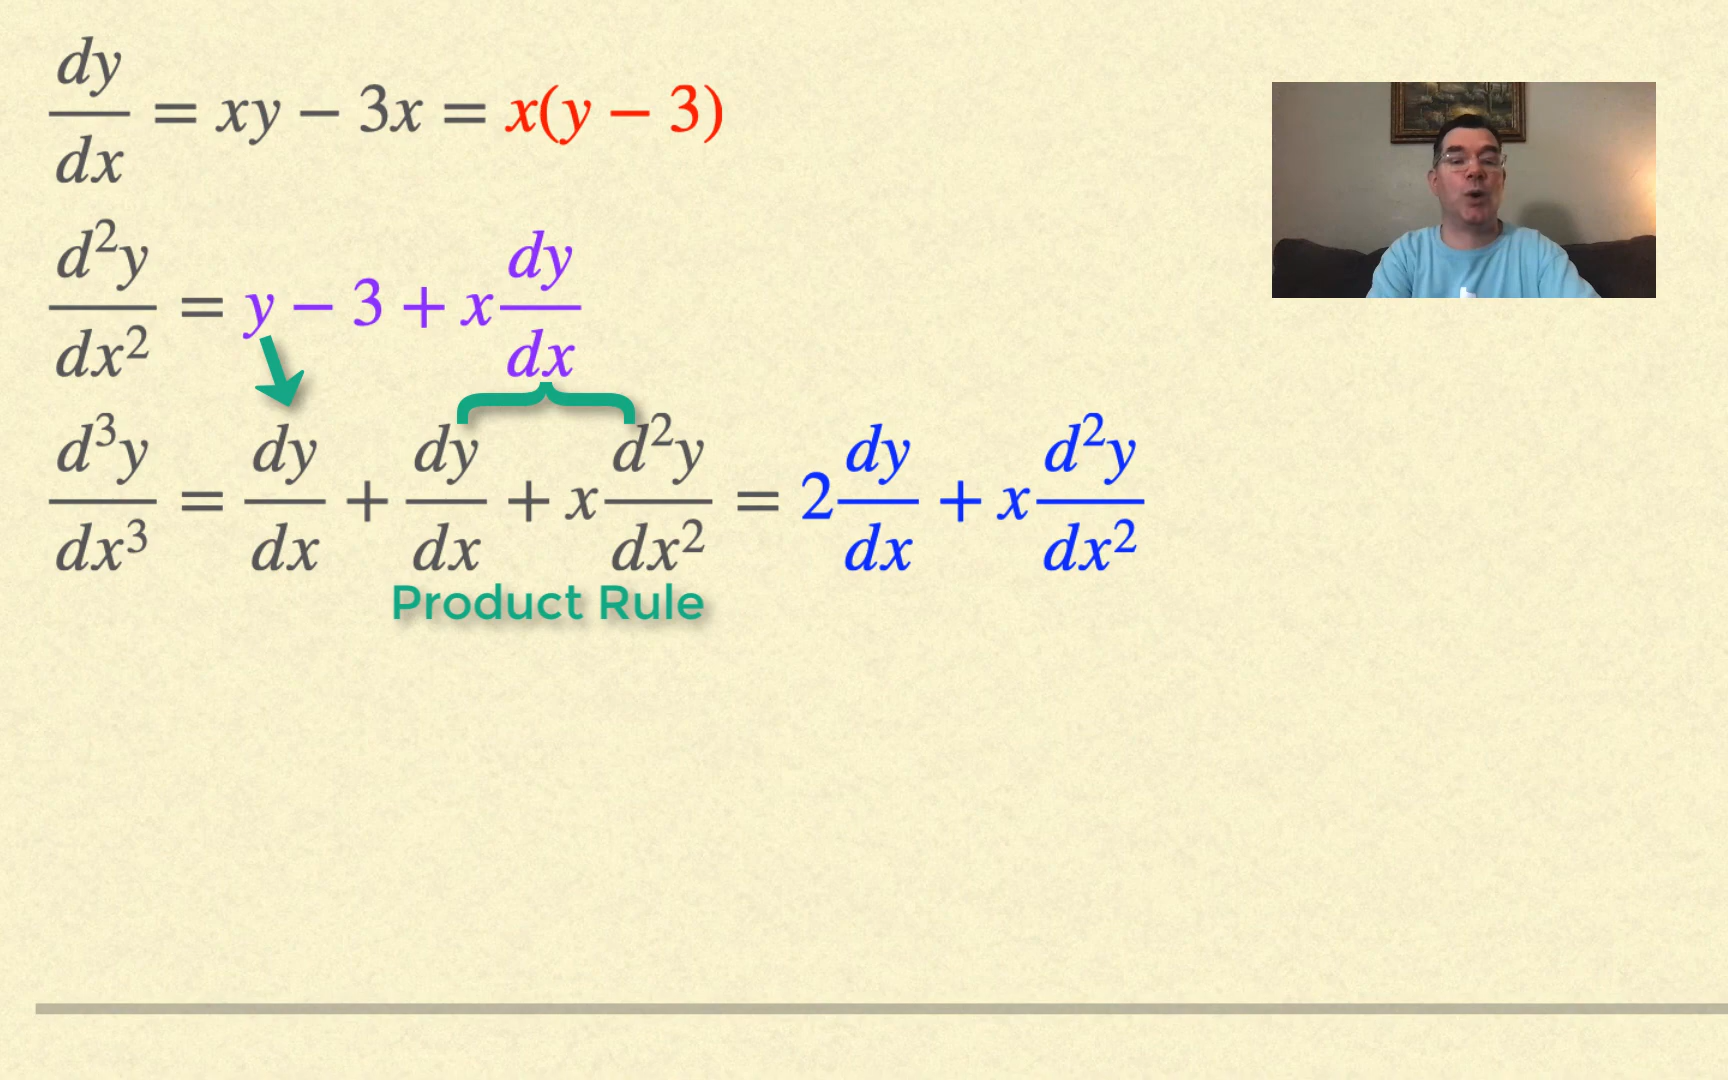 dy/dx = xy − 3x = x(y − 3)
d²y/dx² = y − 3 + x dy/dx
d³y/dx³ = dy/dx + dy/dx + x d²y/dx² = 2 dy/dx + x d²y/dx²
Product Rule